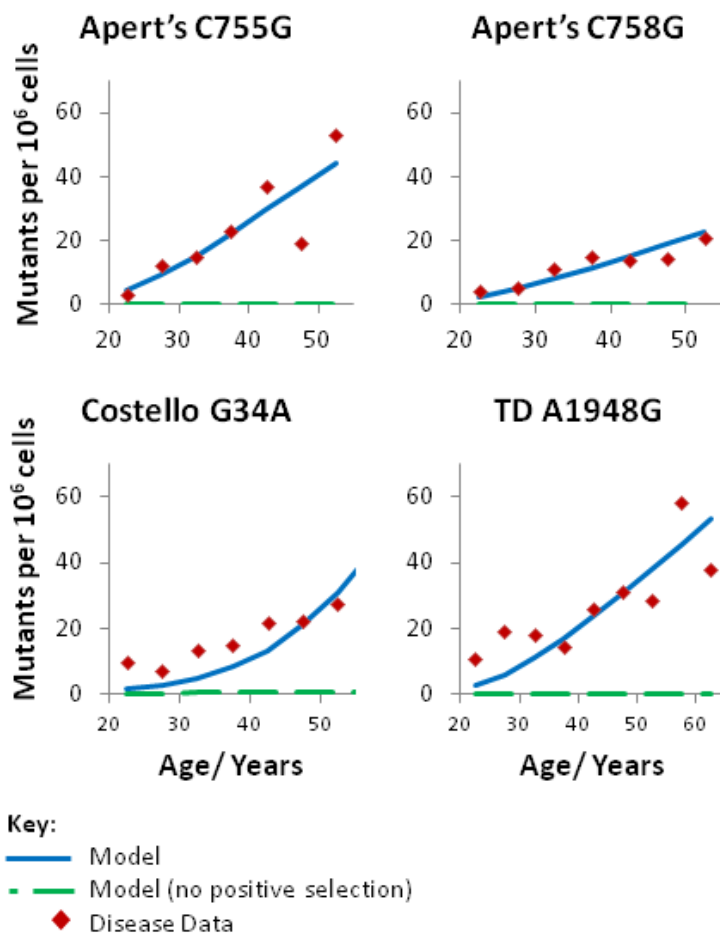 Apert's C755G
Apert's C758G
Mutants per 10⁶ cells
60
40
20
0
20 30 40 50
60
40
20
0
20 30 40 50
Costello G34A
TD A1948G
Mutants per 10⁶ cells
60
40
20
0
20 30 40 50
60
40
20
0
20 30 40 50 60
Age/ Years
Age/ Years
Key:
Model
Model (no positive selection)
Disease Data